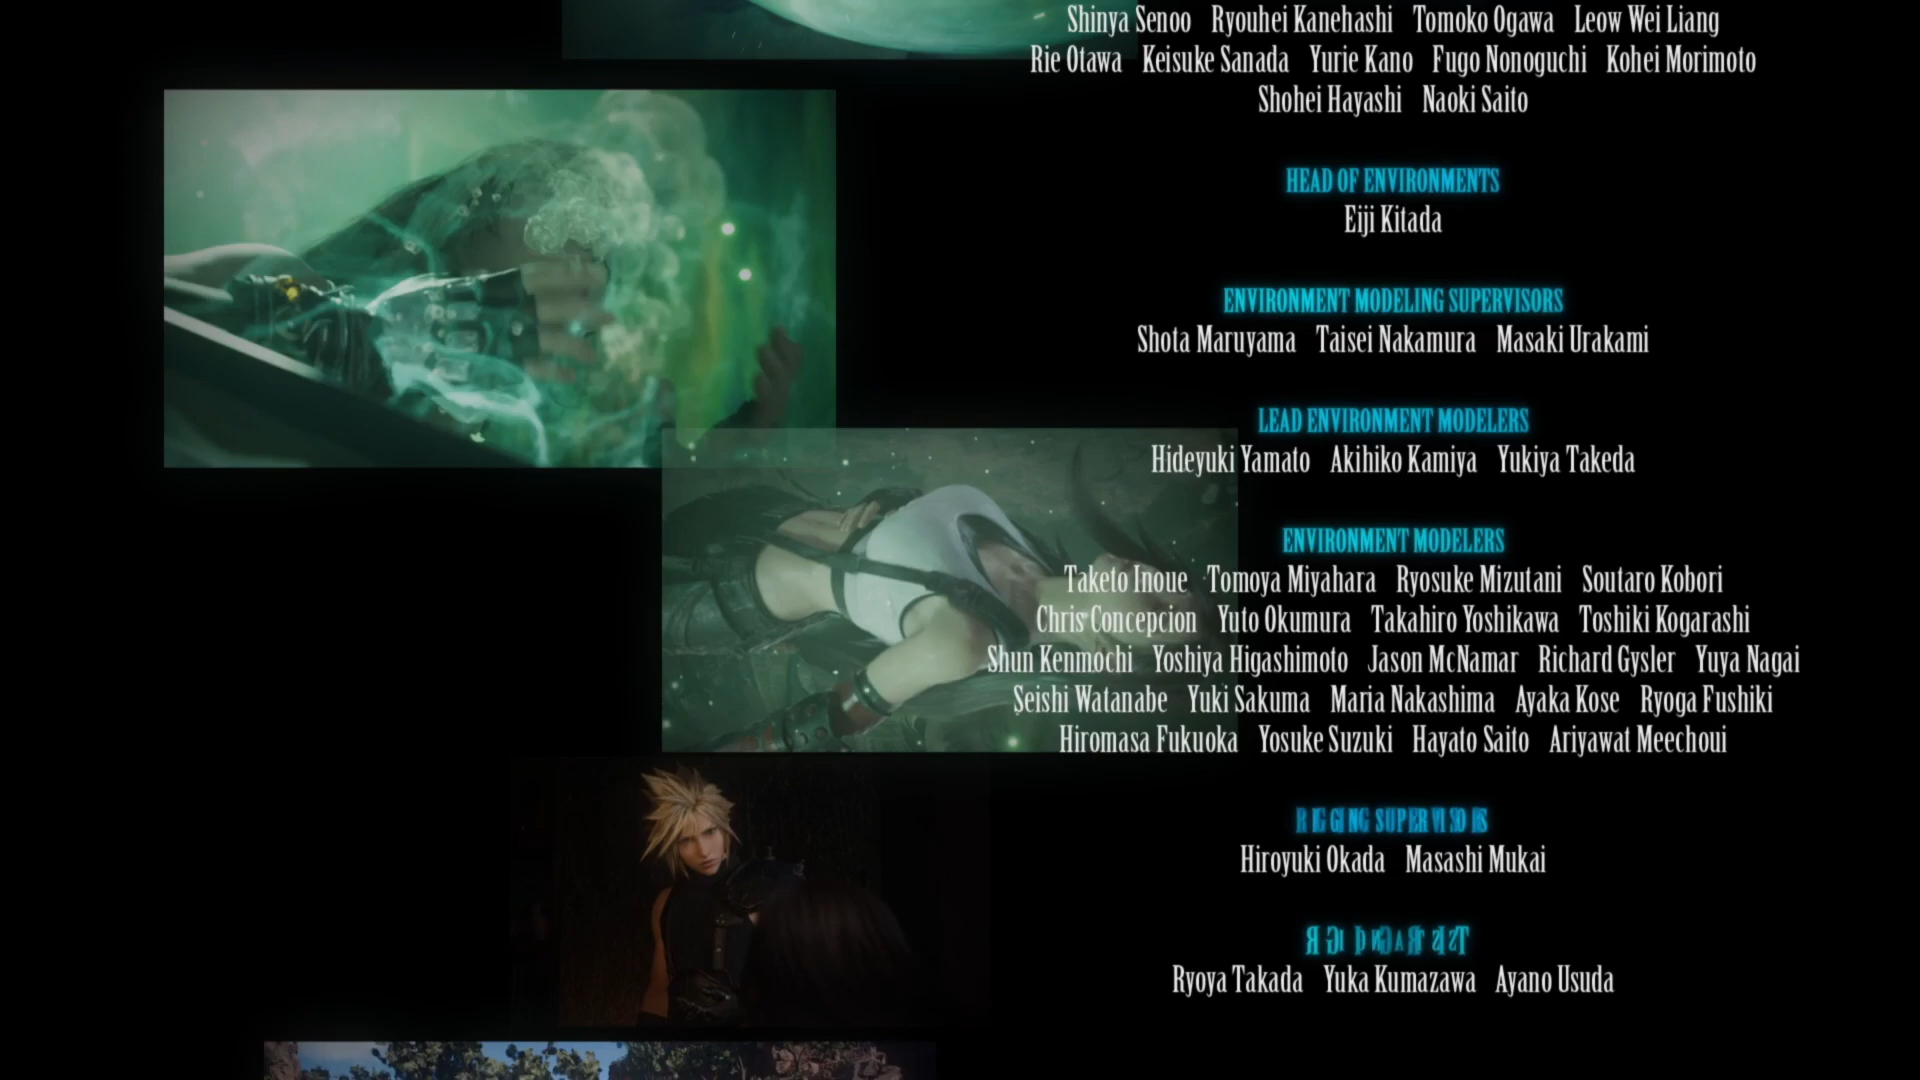 Shinya Senoo Ryouhei Kanehashi Tomoko Ogawa Leow Wei Liang
Rie Otawa Keisuke Sanada Yurie Kano Fugo Nonoguchi Kohei Morimoto
Shohei Hayashi Naoki Saito
HEAD OF ENVIRONMENTS
Eiji Kitada
ENVIRONMENT MODELING SUPERVISORS
Shota Maruyama Taisei Nakamura Masaki Urakami
LEAD ENVIRONMENT MODELERS
Hideyuki Yamato Akihiko Kamiya Yukiya Takeda
ENVIRONMENT MODELERS
Taketo Inoue Tomoya Miyahara Ryosuke Mizutani Soutaro Kobori
Chris Concepcion Yuto Okumura Takahiro Yoshikawa Toshiki Kogarashi
Shun Kenmochi Yoshiya Higashimoto Jason McNamar Richard Gysler Yuya Nagai
Seishi Watanabe Yuki Sakuma Maria Nakashima Ayaka Kose Ryoga Fushiki
Hiromasa Fukuoka Yosuke Suzuki Hayato Saito Ariyawat Meechoui
RIGGING SUPERVISORS
Hiroyuki Okada Masashi Mukai
RIGGING ARTISTS
Ryoya Takada Yuka Kumazawa Ayano Usuda